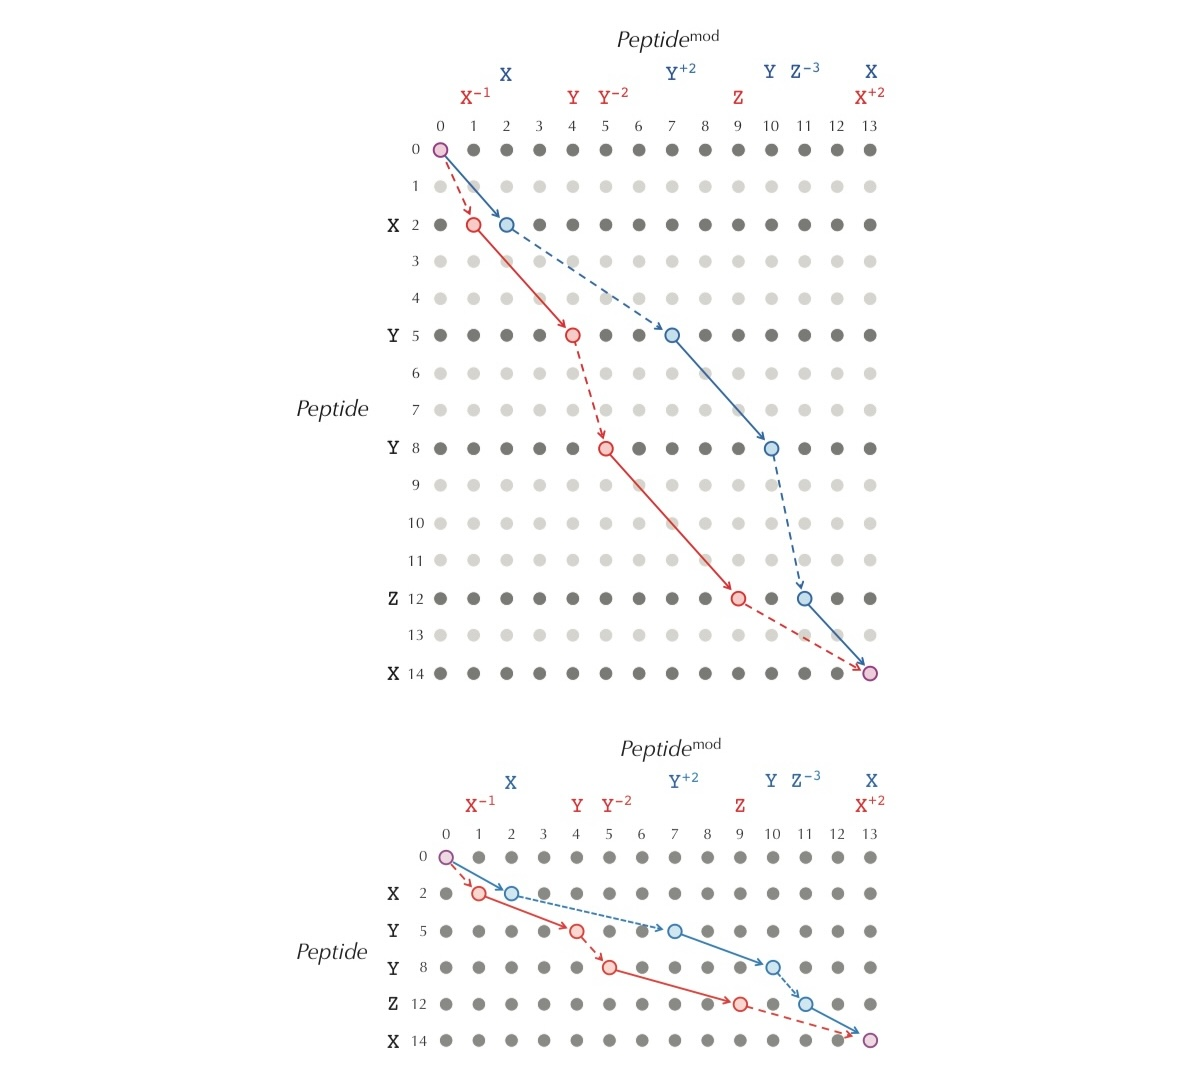 Peptide^mod
X Y⁺² Y Z⁻³ X
X⁻¹ Y Y⁻² Z X⁺²
0 1 2 3 4 5 6 7 8 9 10 11 12 13
0
1
X 2
3
4
Y 5
6
7
Peptide
Y 8
9
10
11
Z 12
13
X 14
Peptide^mod
X Y⁺² Y Z⁻³ X
X⁻¹ Y Y⁻² Z X⁺²
0 1 2 3 4 5 6 7 8 9 10 11 12 13
0
X 2
Y 5
Peptide
Y 8
Z 12
X 14